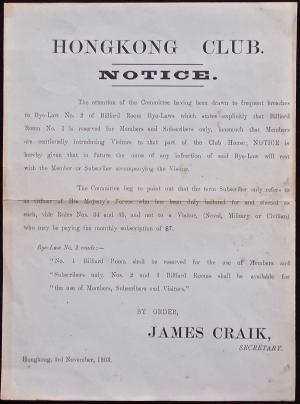 HONGKONG CLUB.
NOTICE.
The attention of the Committee having been drawn to frequent breaches
to Bye-Law No. 2 of Billiard Room Bye-Laws which states explicitly that Billiard
Room No. 1 is reserved for Members and Subscribers only, inasmuch that Members
are continually introducing Visitors to that part of the Club House; NOTICE is
hereby given that in future the onus of any infraction of said Bye-Law will rest
with the Member or Subscriber accompanying the Visitor.
The Committee beg to point out that the term Subscriber only refers to
an Officer of His Majesty's Forces who has been duly balloted for and elected as
such, vide Rules Nos. 34 and 35, and not to a Visitor, (Naval, Military or Civilian)
who may be paying the monthly subscription of $7.
Bye-Law No. 2 reads:—
"No. 1 Billiard Room shall be reserved for the use of Members and
"Subscribers only. Nos. 2 and 3 Billiard Rooms shall be available for
"the use of Members, Subscribers and Visitors."
BY ORDER,
JAMES CRAIK,
SECRETARY.
Hongkong, 3rd November, 1903.